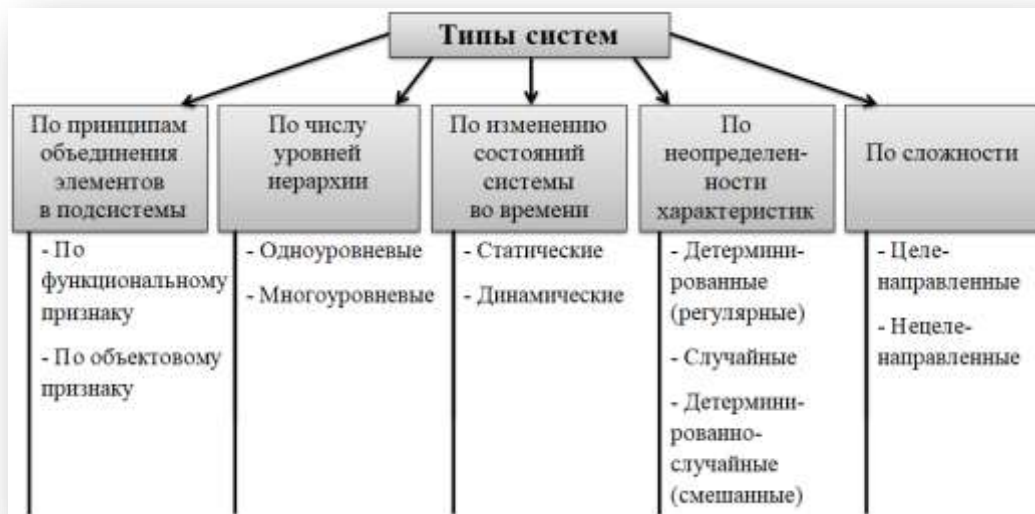 Типы систем
По принципам
объединения
элементов
в подсистемы
- По
функциональному
признаку
- По объектовому
признаку
По числу
уровней
иерархии
- Одноуровневые
- Многоуровневые
По изменению
состояний
системы
во времени
- Статические
- Динамические
По
неопределен-
ности
характеристик
- Детермини-
рованные
(регулярные)
- Случайные
- Детермини-
рованно-
случайные
(смешанные)
По сложности
- Целе-
направленные
- Нецеле-
направленные